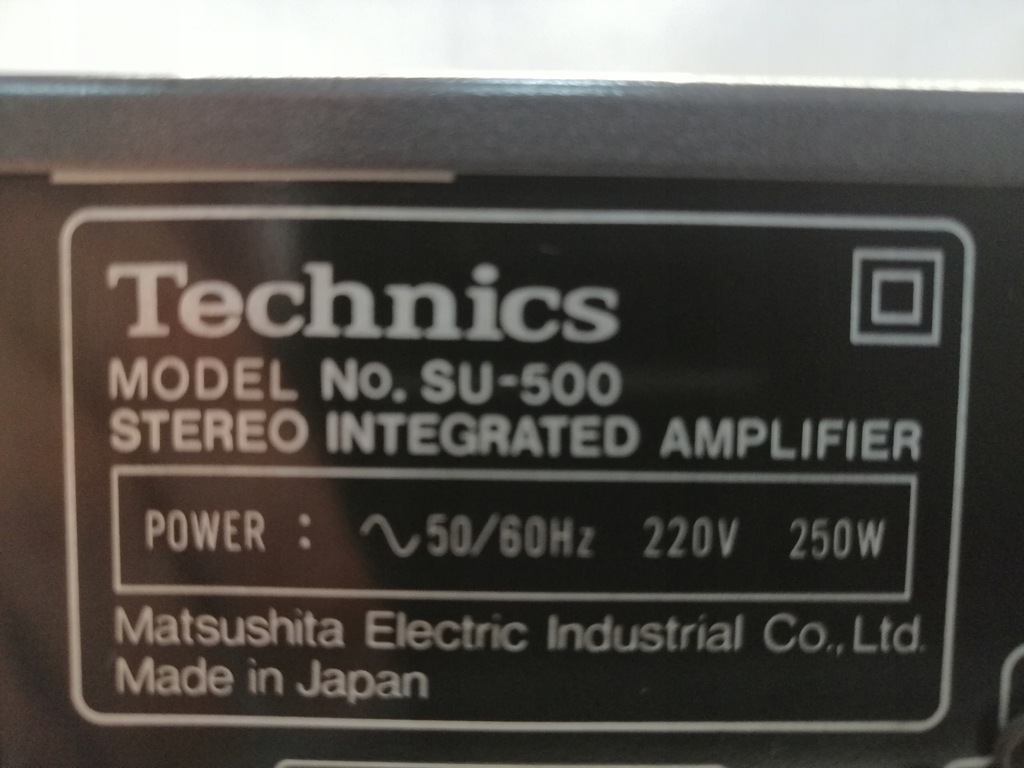 Technics
MODEL No. SU-500
STEREO INTEGRATED AMPLIFIER
POWER : ∿50/60Hz 220V 250W
Matsushita Electric Industrial Co., Ltd.
Made in Japan